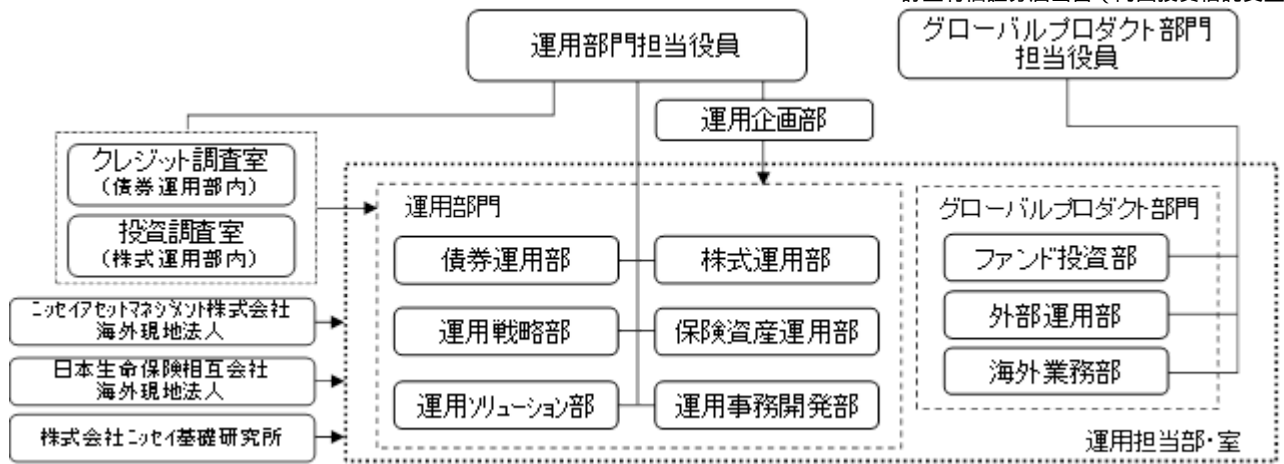 運用部門担当役員
グローバルプロダクト部門
担当役員
運用企画部
クレジット調査室
（債券運用部内）
投資調査室
（株式運用部内）
運用部門
債券運用部
株式運用部
運用戦略部
保険資産運用部
運用ソリューション部
運用事務開発部
グローバルプロダクト部門
ファンド投資部
外部運用部
海外業務部
ニッセイアセットマネジメント株式会社
海外現地法人
日本生命保険相互会社
海外現地法人
株式会社ニッセイ基礎研究所
運用担当部・室